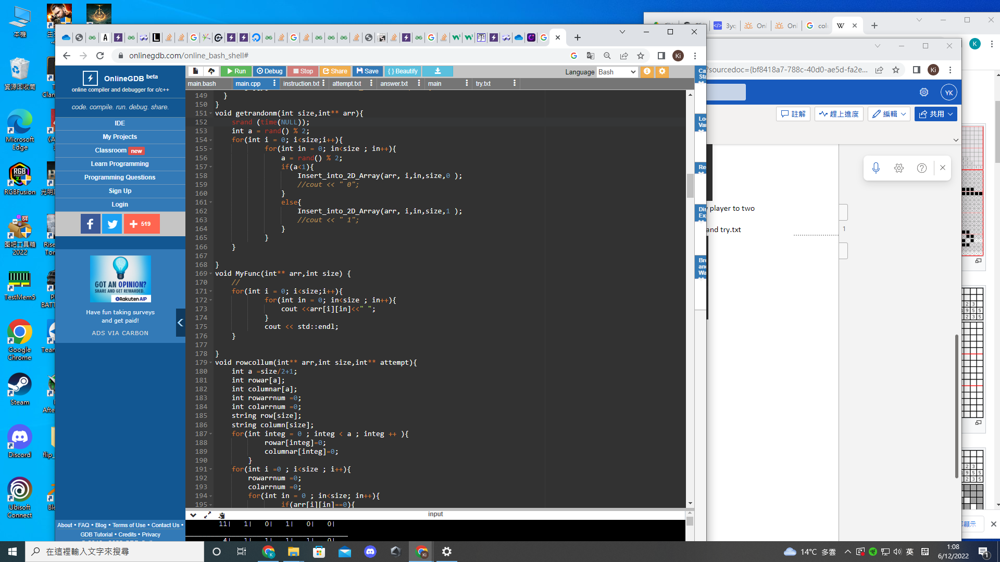 本機
資源回收筒
Microsoft Edge
RGBFusion
图吧工具箱 2022
TestMem5
Google Chrome
Steam
Discord
Ubisoft Connect
onlinegdb.com/online_bash_shell#
Ki
OnlineGDB beta
online compiler and debugger for c/c++
code. compile. run. debug. share.
IDE
My Projects
Classroom new
Learn Programming
Programming Questions
Sign Up
Login
519
GOT AN OPINION?
SHARE AND GET REWARDED.
Rakuten AIP
Have fun taking surveys
and get paid!
ADS VIA CARBON
About • FAQ • Blog • Terms of Use • Contact Us •
GDB Tutorial • Credits • Privacy
Run Debug Stop Share Save { } Beautify
Language Bash
main.bash main.cpp instruction.txt attempt.txt answer.txt main try.txt
149 }
150 }
151 void getrandonm(int size,int** arr){
152 srand (time(NULL));
153 int a = rand() % 2;
154 for(int i = 0; i<size;i++){
155 for(int in = 0; in<size ; in++){
156 a = rand() % 2;
157 if(a<1){
158 Insert_into_2D_Array(arr, i,in,size,0 );
159 //cout << " 0";
160 }
161 else{
162 Insert_into_2D_Array(arr, i,in,size,1 );
163 //cout << " 1";
164 }
165 }
166 }
167
168 }
169 void MyFunc(int** arr,int size) {
170 //
171 for(int i = 0; i<size;i++){
172 for(int in = 0; in<size ; in++){
173 cout <<arr[i][in]<<" ";
174 }
175 cout << std::endl;
176 }
177
178 }
179 void rowcollum(int** arr,int size,int** attempt){
180 int a =size/2+1;
181 int rowar[a];
182 int columnar[a];
183 int rowarrnum =0;
184 int colarrnum =0;
185 string row[size];
186 string column[size];
187 for(int integ = 0 ; integ < a ; integ ++ ){
188 rowar[integ]=0;
189 columnar[integ]=0;
190 }
191 for(int i =0 ; i<size ; i++){
192 rowarrnum =0;
193 colarrnum =0;
194 for(int in = 0 ; in<size; in++){
195 if(arr[i][in]==0){
input
11| 1| 0| 1| 0| 0|
4| 1| 1| 1| 1| 0|
?sourcedoc={bf8418a7-788c-40d0-ae5d-fa2e...
Ki
YK
註解 趕上進度 編輯 共用
player to two
and try.txt
1
K
在這裡輸入文字來搜尋
14°C 多雲
英
1:08
6/12/2022